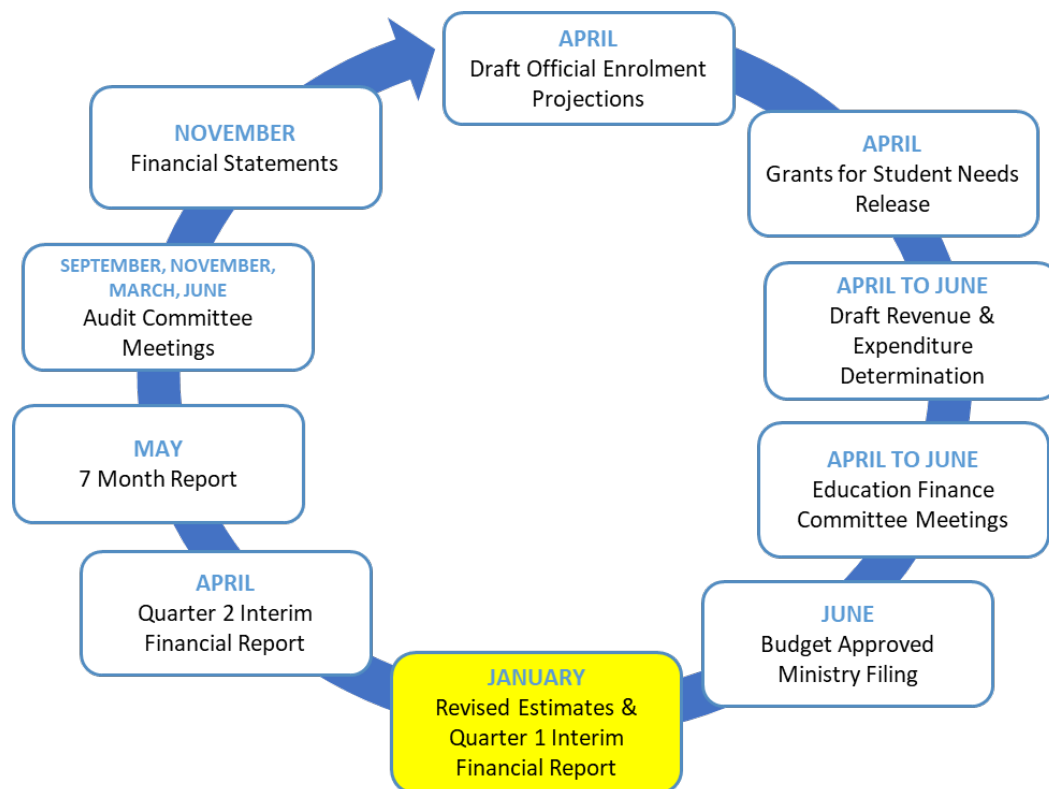 APRIL
Draft Official Enrolment
Projections
APRIL
Grants for Student Needs
Release
APRIL TO JUNE
Draft Revenue &
Expenditure
Determination
APRIL TO JUNE
Education Finance
Committee Meetings
JUNE
Budget Approved
Ministry Filing
JANUARY
Revised Estimates &
Quarter 1 Interim
Financial Report
APRIL
Quarter 2 Interim
Financial Report
MAY
7 Month Report
SEPTEMBER, NOVEMBER,
MARCH, JUNE
Audit Committee
Meetings
NOVEMBER
Financial Statements